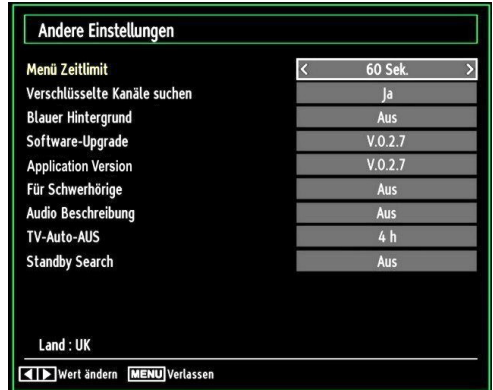 Andere Einstellungen
Menü Zeitlimit < 60 Sek. >
Verschlüsselte Kanäle suchen Ja
Blauer Hintergrund Aus
Software-Upgrade V.0.2.7
Application Version V.0.2.7
Für Schwerhörige Aus
Audio Beschreibung Aus
TV-Auto-AUS 4 h
Standby Search Aus
Land : UK
Wert ändern MENU Verlassen